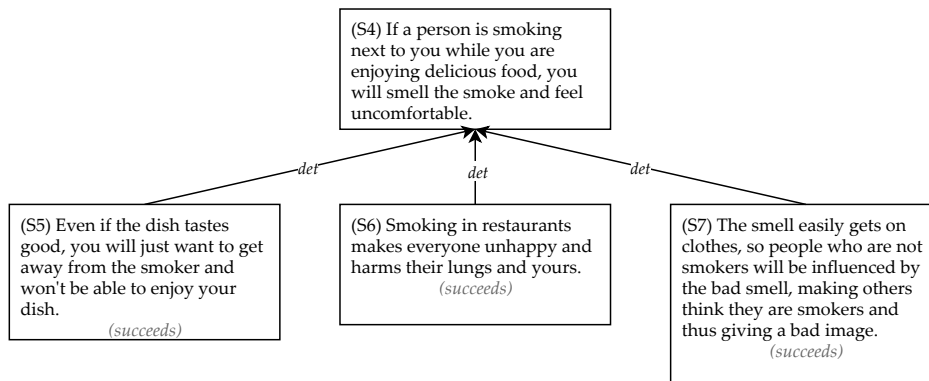 (S4) If a person is smoking
next to you while you are
enjoying delicious food, you
will smell the smoke and feel
uncomfortable.
det
det
det
(S5) Even if the dish tastes
good, you will just want to get
away from the smoker and
won't be able to enjoy your
dish.
(succeeds)
(S6) Smoking in restaurants
makes everyone unhappy and
harms their lungs and yours.
(succeeds)
(S7) The smell easily gets on
clothes, so people who are not
smokers will be influenced by
the bad smell, making others
think they are smokers and
thus giving a bad image.
(succeeds)